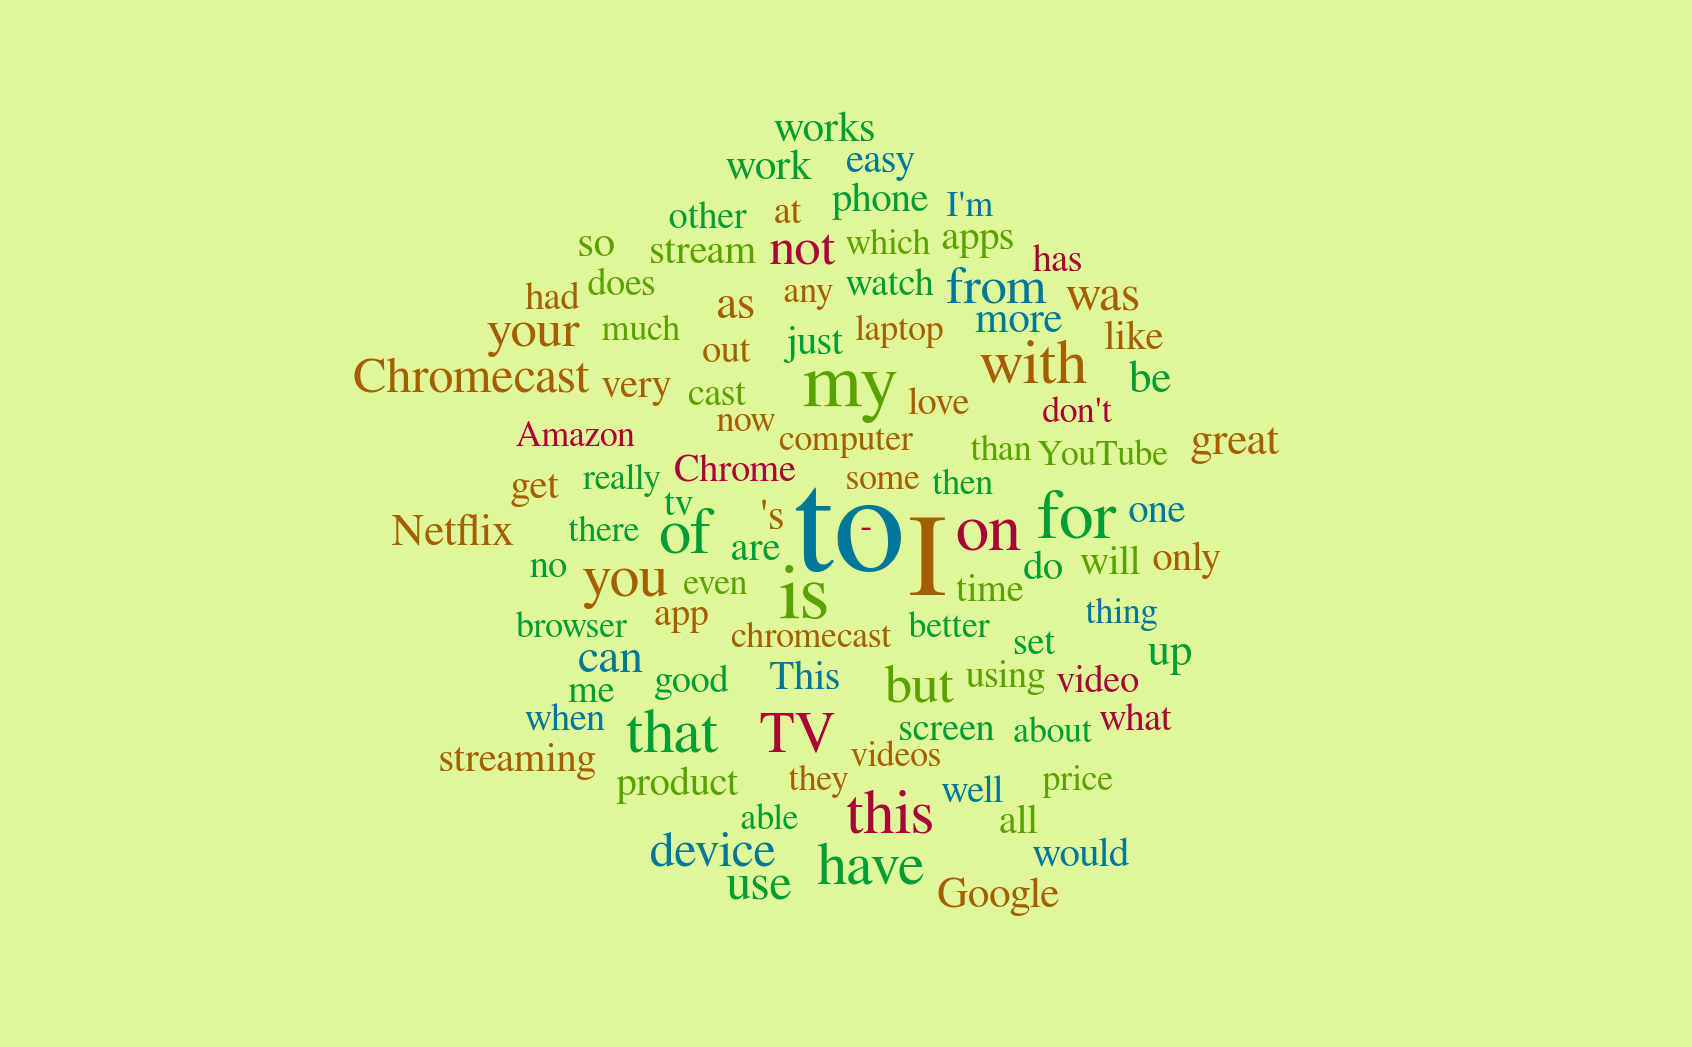 works
work easy
other at phone I'm
so stream not which apps has
had does as any watch from was
your much out just laptop more like
Chromecast very cast my love with be
Amazon now computer don't
get really Chrome some then than YouTube great
Netflix there tv of 's are to - I on for one
no you even is time do will only
browser app chromecast better set thing
can me good This but using video up
when that TV screen about what
streaming product they videos well price
able this all
device use have Google would